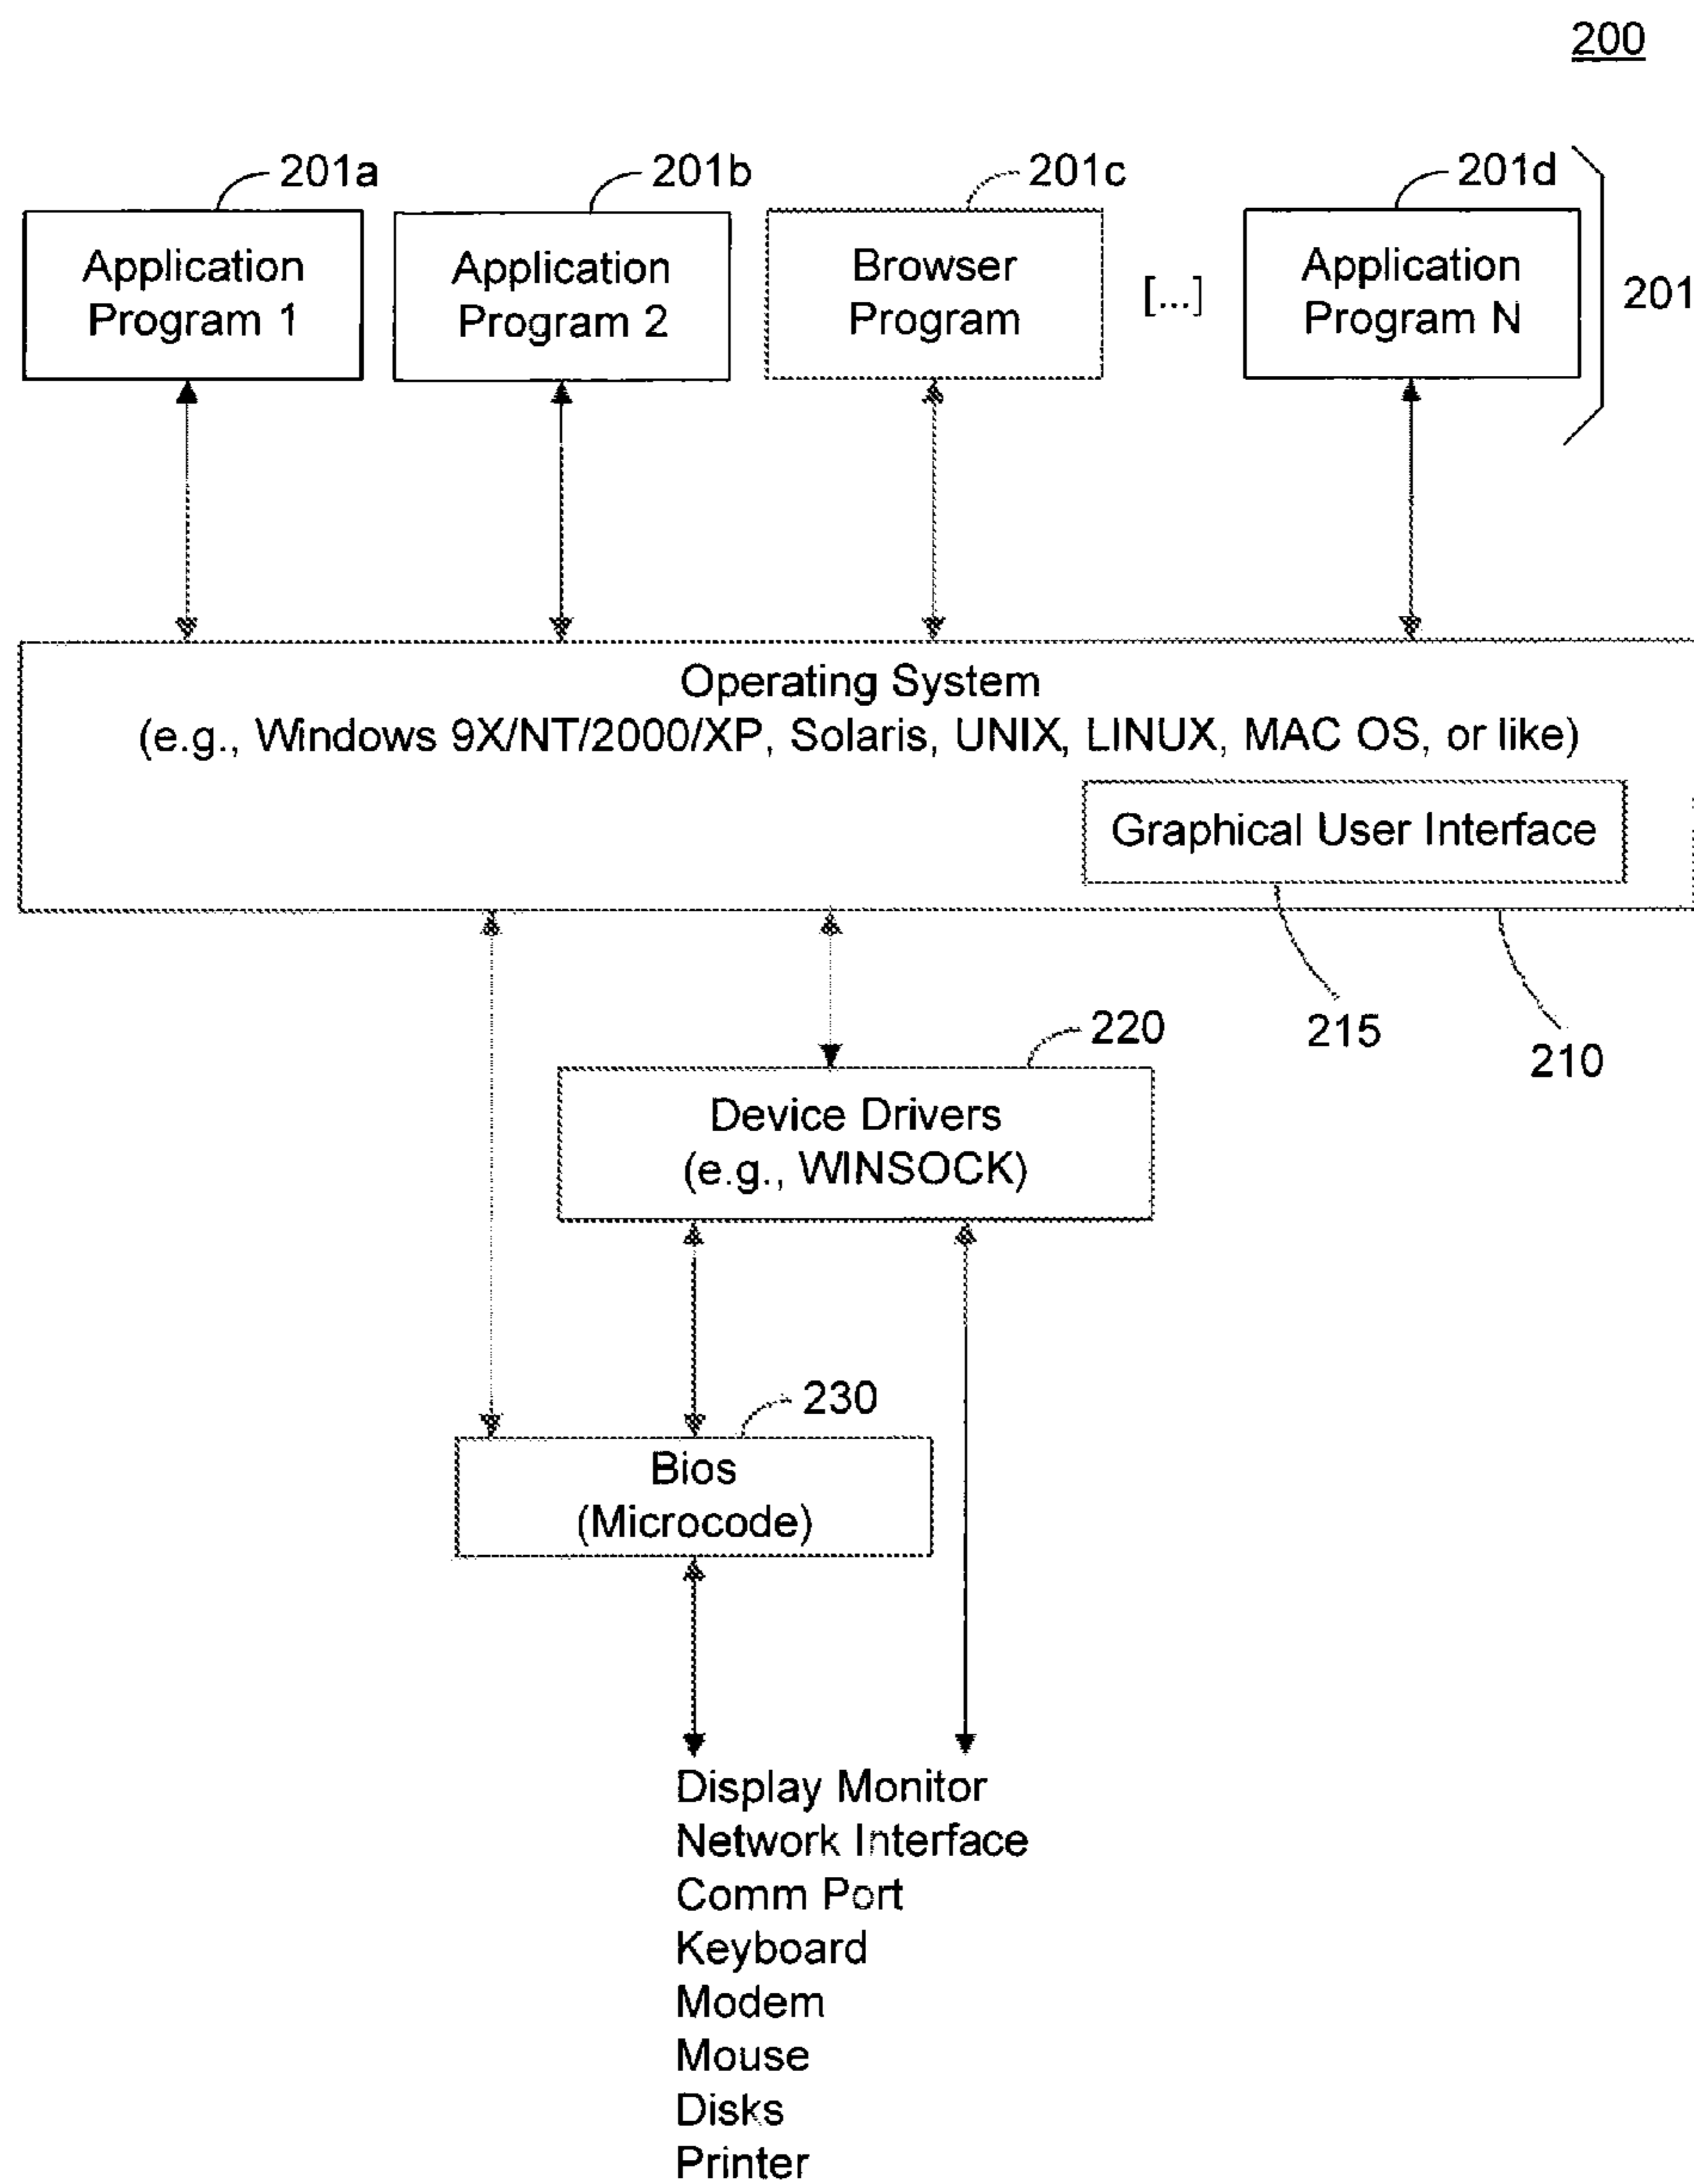 200
201a
201b
201c
201d
Application
Program 1
Application
Program 2
Browser
Program
[...]
Application
Program N
201
Operating System
(e.g., Windows 9X/NT/2000/XP, Solaris, UNIX, LINUX, MAC OS, or like)
Graphical User Interface
215
210
220
Device Drivers
(e.g., WINSOCK)
230
Bios
(Microcode)
Display Monitor
Network Interface
Comm Port
Keyboard
Modem
Mouse
Disks
Printer